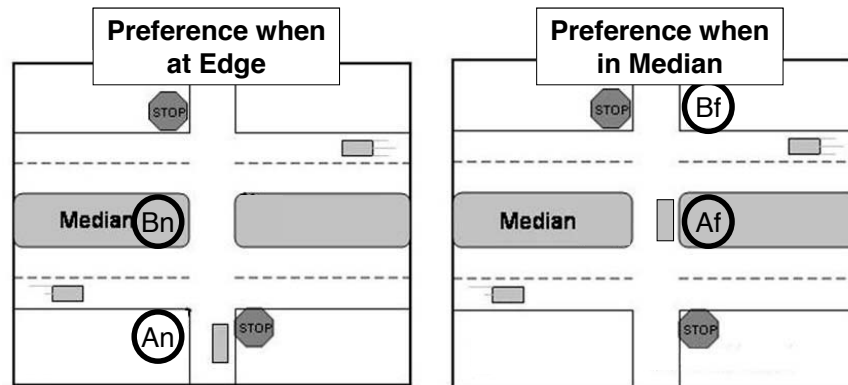 Preference when
at Edge
STOP
Median
Bn
An
STOP
Preference when
in Median
STOP
Bf
Median
Af
STOP